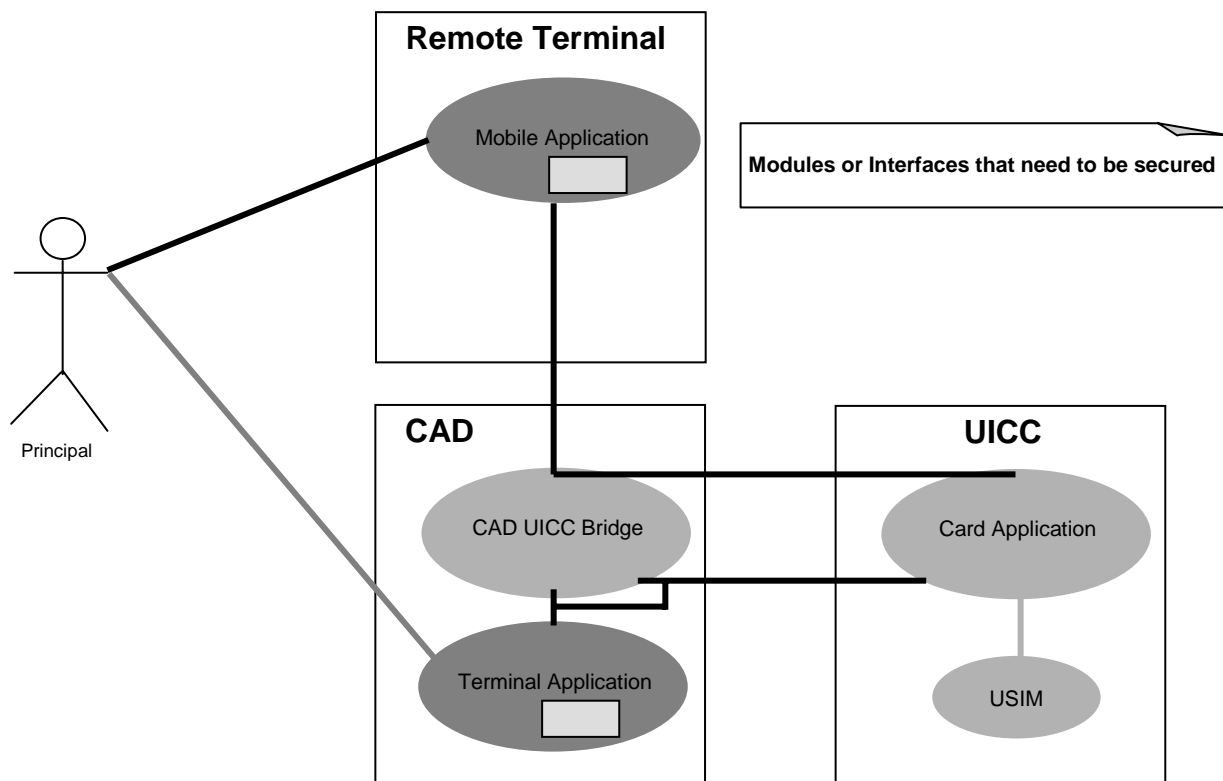 Remote Terminal
Mobile Application
Modules or Interfaces that need to be secured
Principal
CAD
UICC
CAD UICC Bridge
Card Application
Terminal Application
USIM